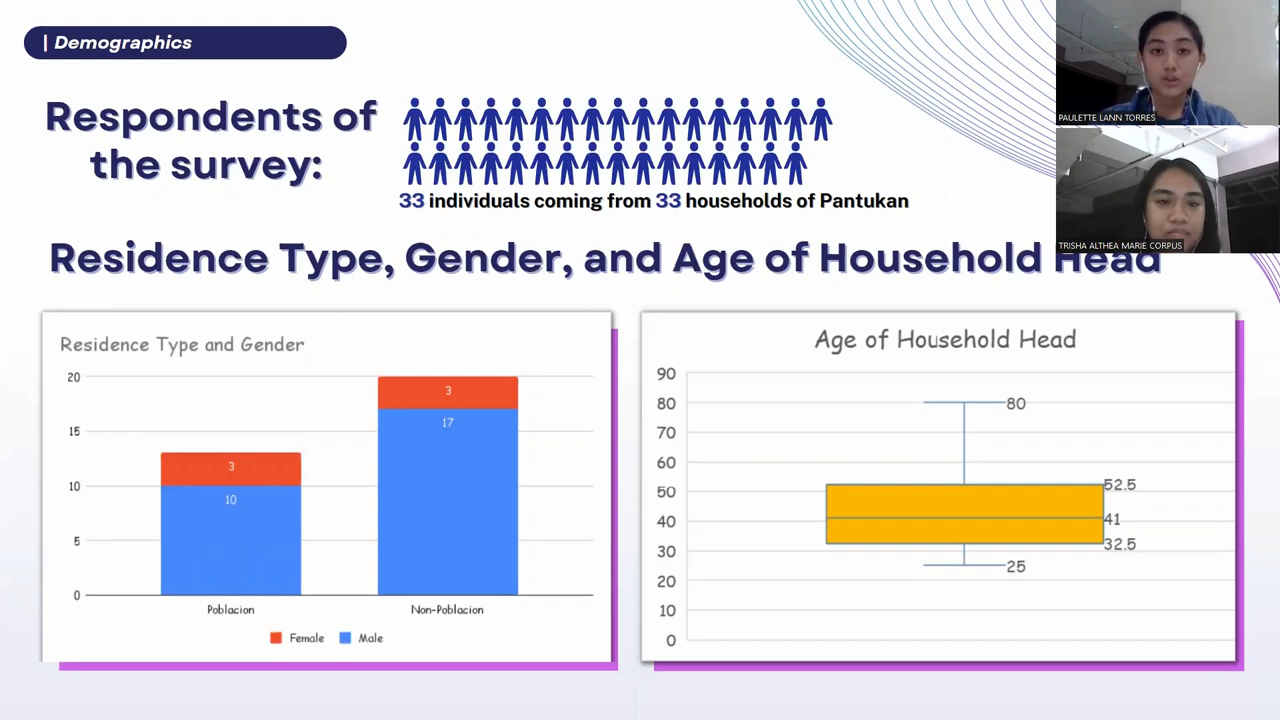 | Demographics
Respondents of
the survey:
33 individuals coming from 33 households of Pantukan
PAULETTE LANN TORRES
TRISHA ALTHEA MARIE CORPUS
Residence Type, Gender, and Age of Household Head
Residence Type and Gender
20
15
10
5
0
3
10
3
17
Poblacion
Non-Poblacion
Female
Male
Age of Household Head
90
80
70
60
50
40
30
20
10
0
80
52.5
41
32.5
25